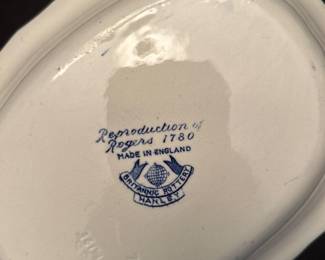 Reproduction of
Rogers 1780
MADE IN ENGLAND
BRITANNIC POTTERY
HANLEY